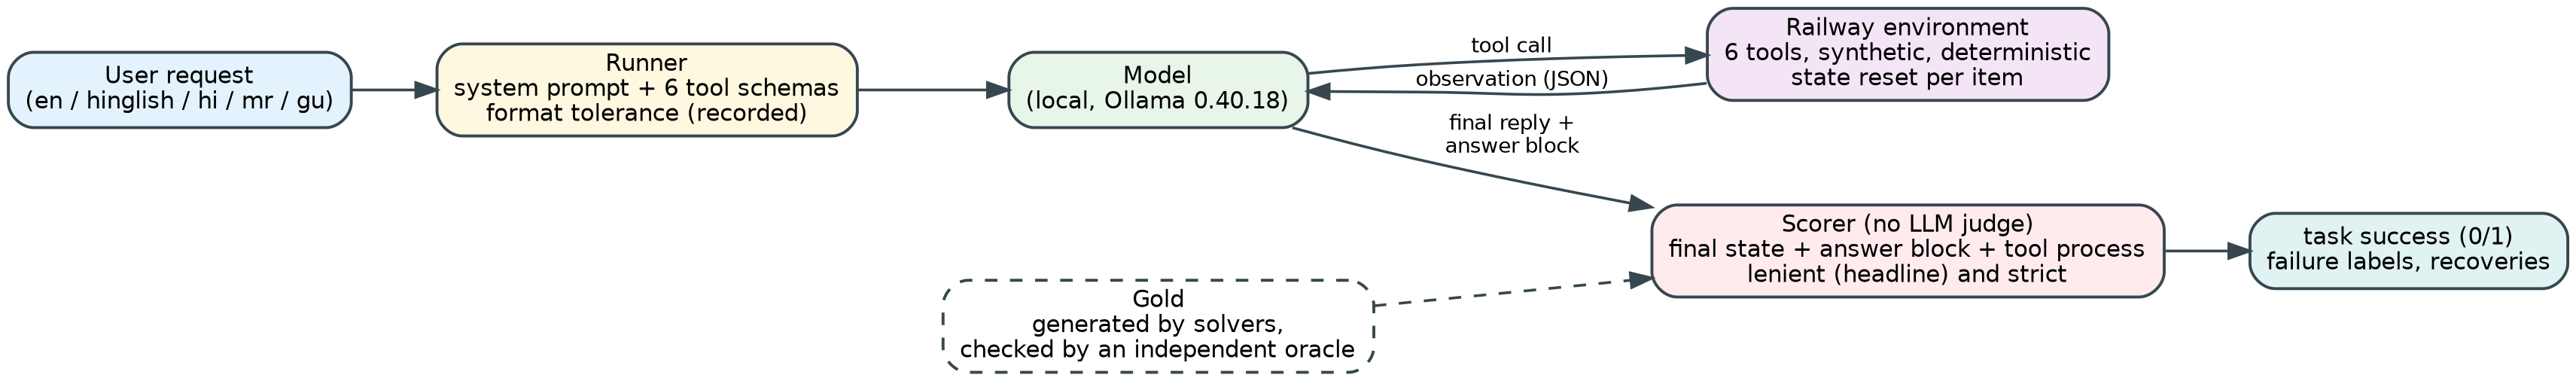 User request
(en / hinglish / hi / mr / gu)
Runner
system prompt + 6 tool schemas
format tolerance (recorded)
Model
(local, Ollama 0.40.18)
tool call
observation (JSON)
Railway environment
6 tools, synthetic, deterministic
state reset per item
final reply +
answer block
Gold
generated by solvers,
checked by an independent oracle
Scorer (no LLM judge)
final state + answer block + tool process
lenient (headline) and strict
task success (0/1)
failure labels, recoveries